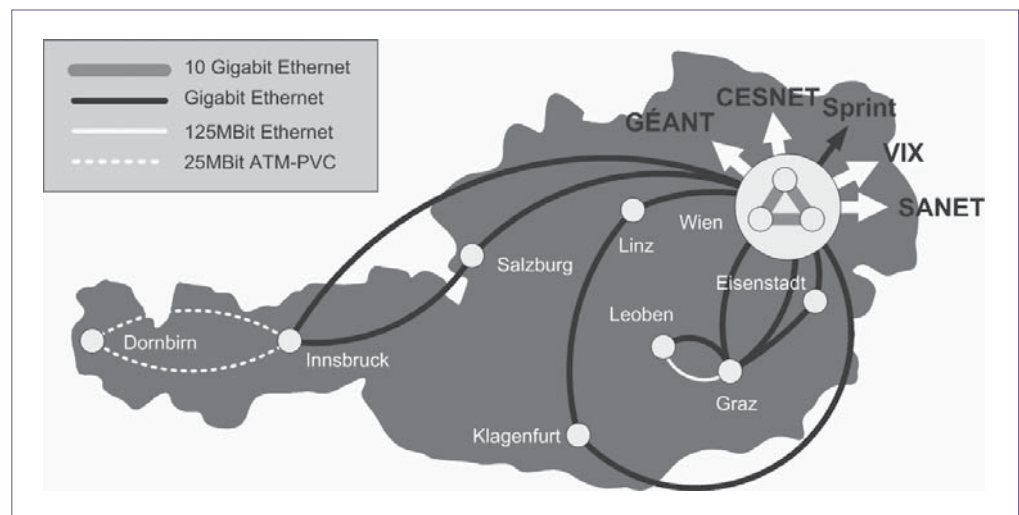 10 Gigabit Ethernet
Gigabit Ethernet
125MBit Ethernet
25MBit ATM-PVC
CESNET
Sprint
GÉANT
VIX
SANET
Wien
Linz
Salzburg
Eisenstadt
Leoben
Dornbirn
Innsbruck
Graz
Klagenfurt